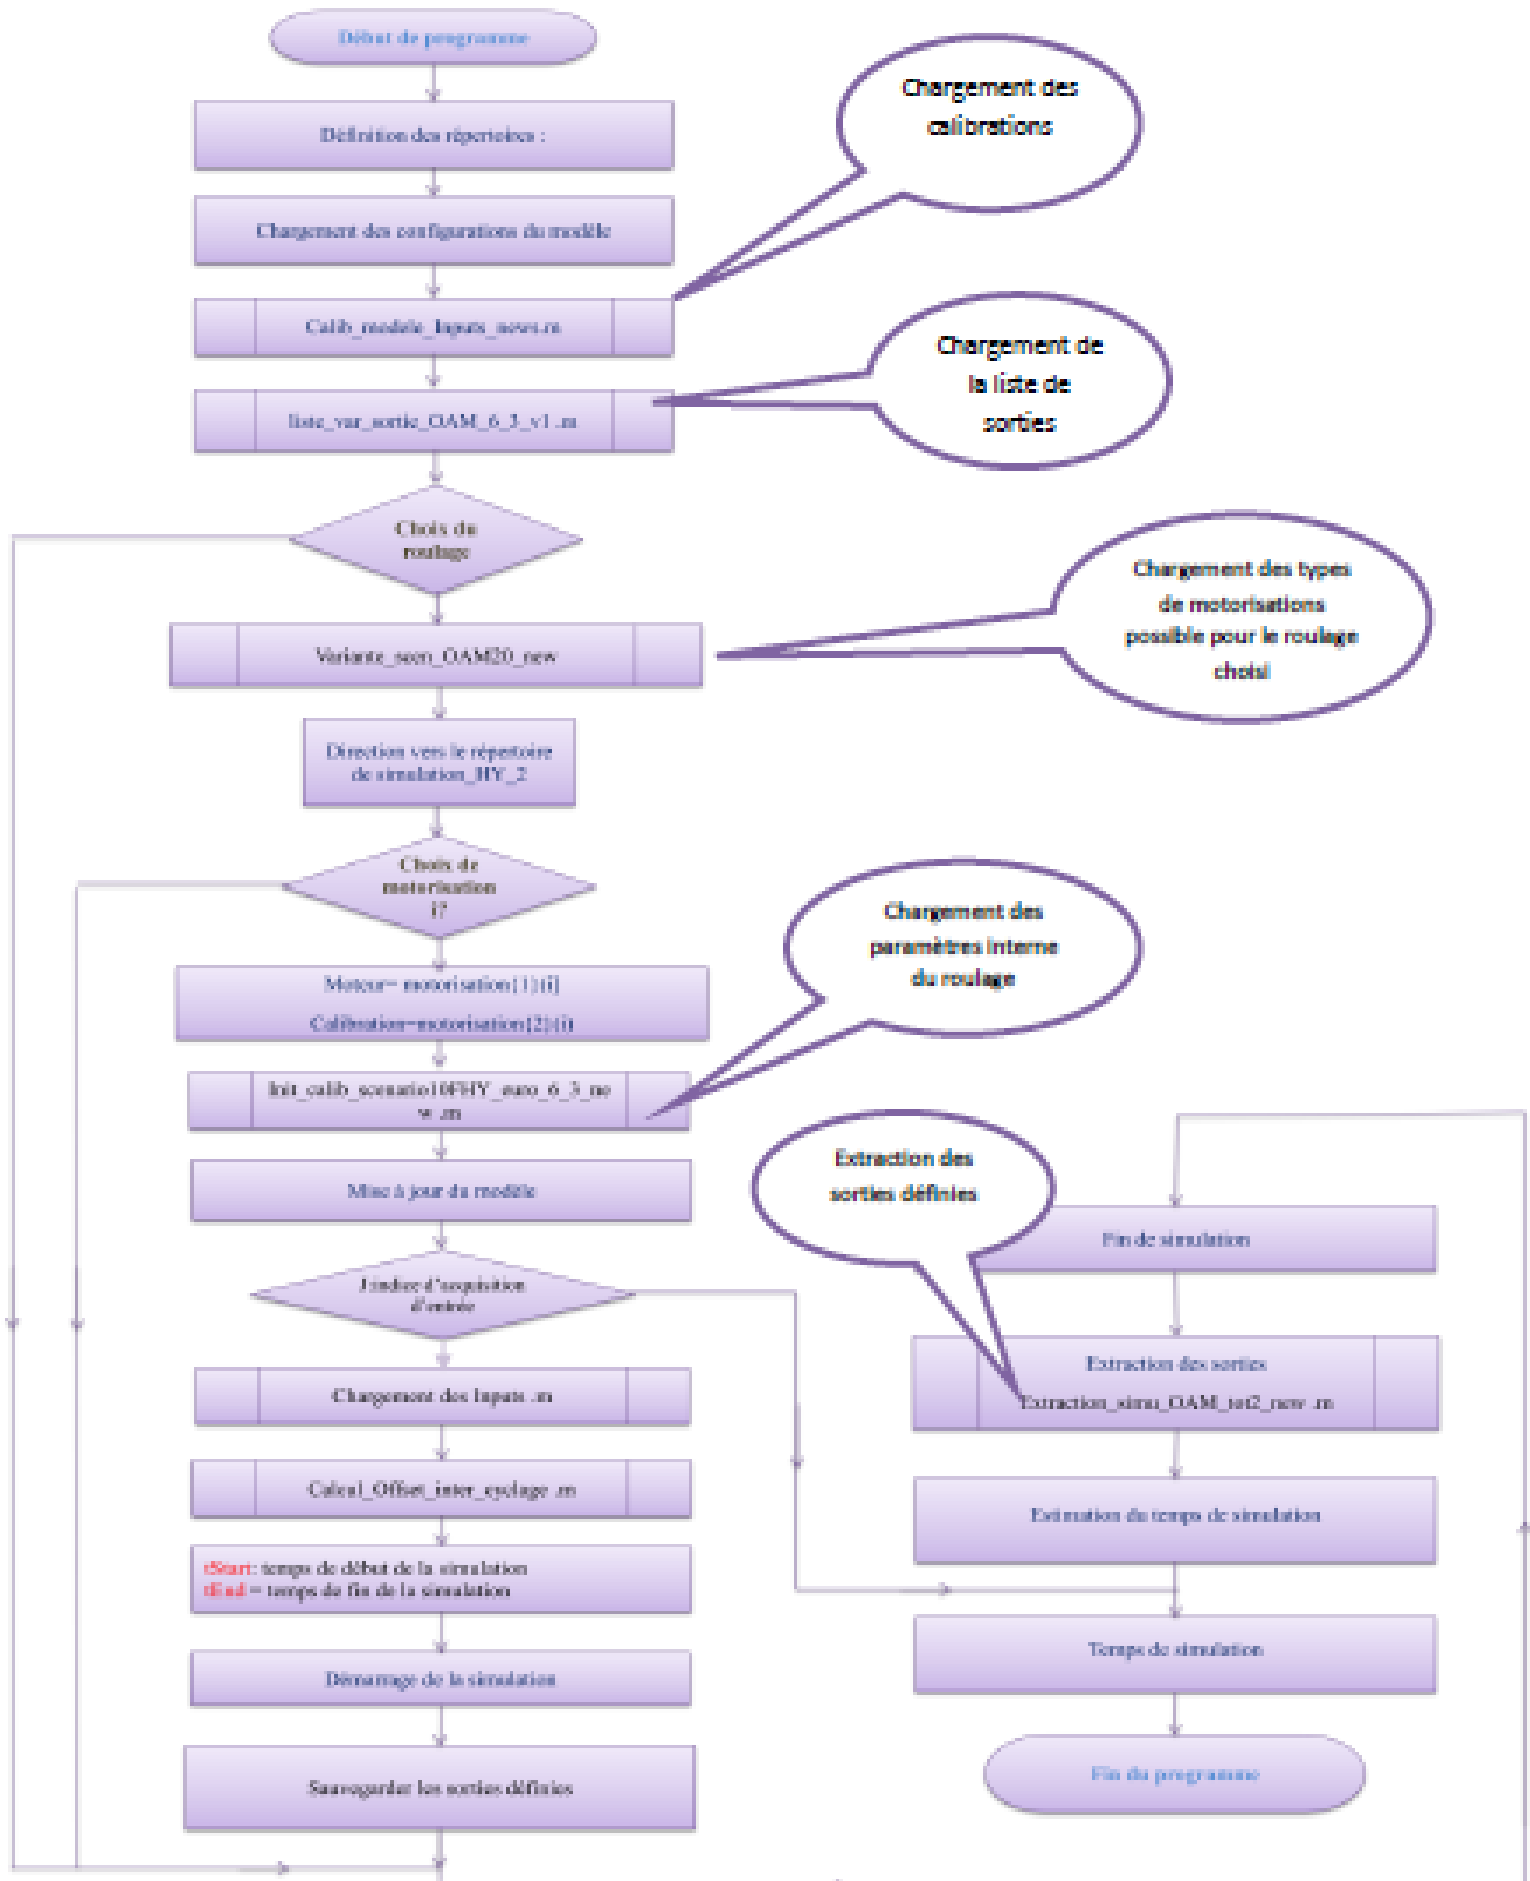 Début de programme
Définition des répertoires :
Chargement des configurations du modèle
Calib_modele_Inputs_news.m
liste_var_sortie_OAM_6_3_v1 .m
Chargement des
calibrations
Chargement de
la liste de
sorties
Choix du
roulage
Variante_scen_OAM20_new
Chargement des types
de motorisations
possible pour le roulage
choisi
Direction vers le répertoire
de simulation_HY_2
Choix de
motorisation
i?
Moteur= motorisation{1}(i)
Calibration=motorisation{2}(i)
Chargement des
paramètres interne
du roulage
Init_calib_scenario10FHY_euro_6_3_ne
w .m
Mise à jour du modèle
J indice d'acquisition
d'entrée
Chargement des Inputs .m
Calcul_Offset_inter_cyclage .m
tStart: temps de début de la simulation
tEnd = temps de fin de la simulation
Démarrage de la simulation
Sauvegarder les sorties définies
Extraction des
sorties définies
Fin de simulation
Extraction des sorties
Extraction_simu_OAM_tot2_new .m
Estimation du temps de simulation
Temps de simulation
Fin du programme